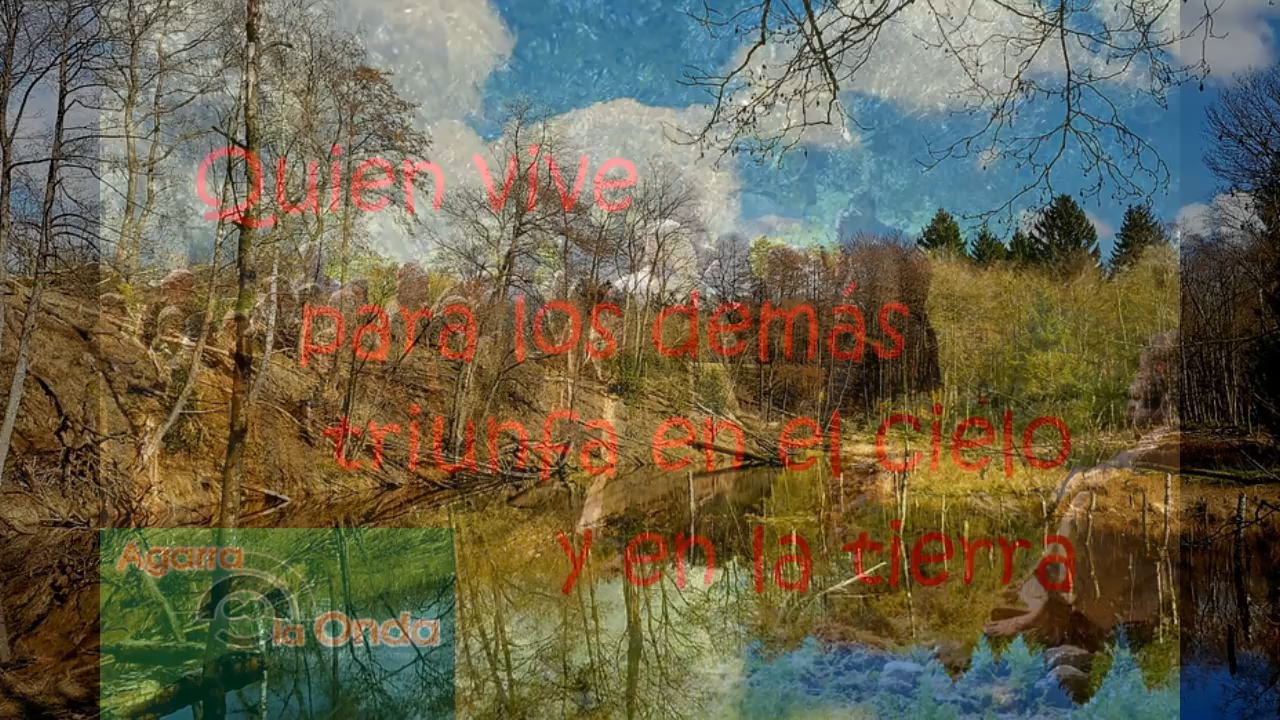 Quien vive
para los demás
triunfa en el cielo
y en la tierra
Agarra
la Onda